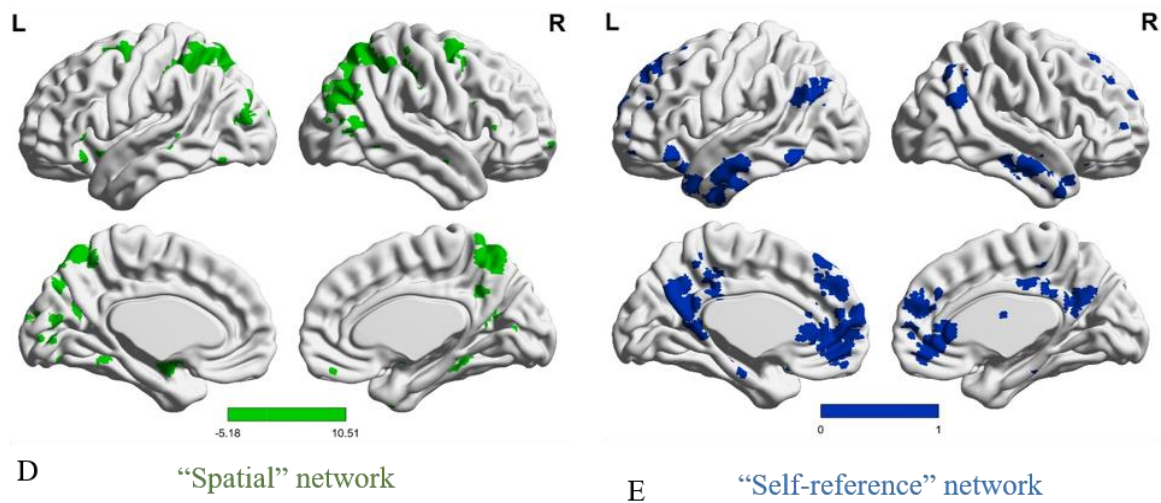 L R
L R
-5.18 10.51
0 1
D “Spatial” network
E “Self-reference” network